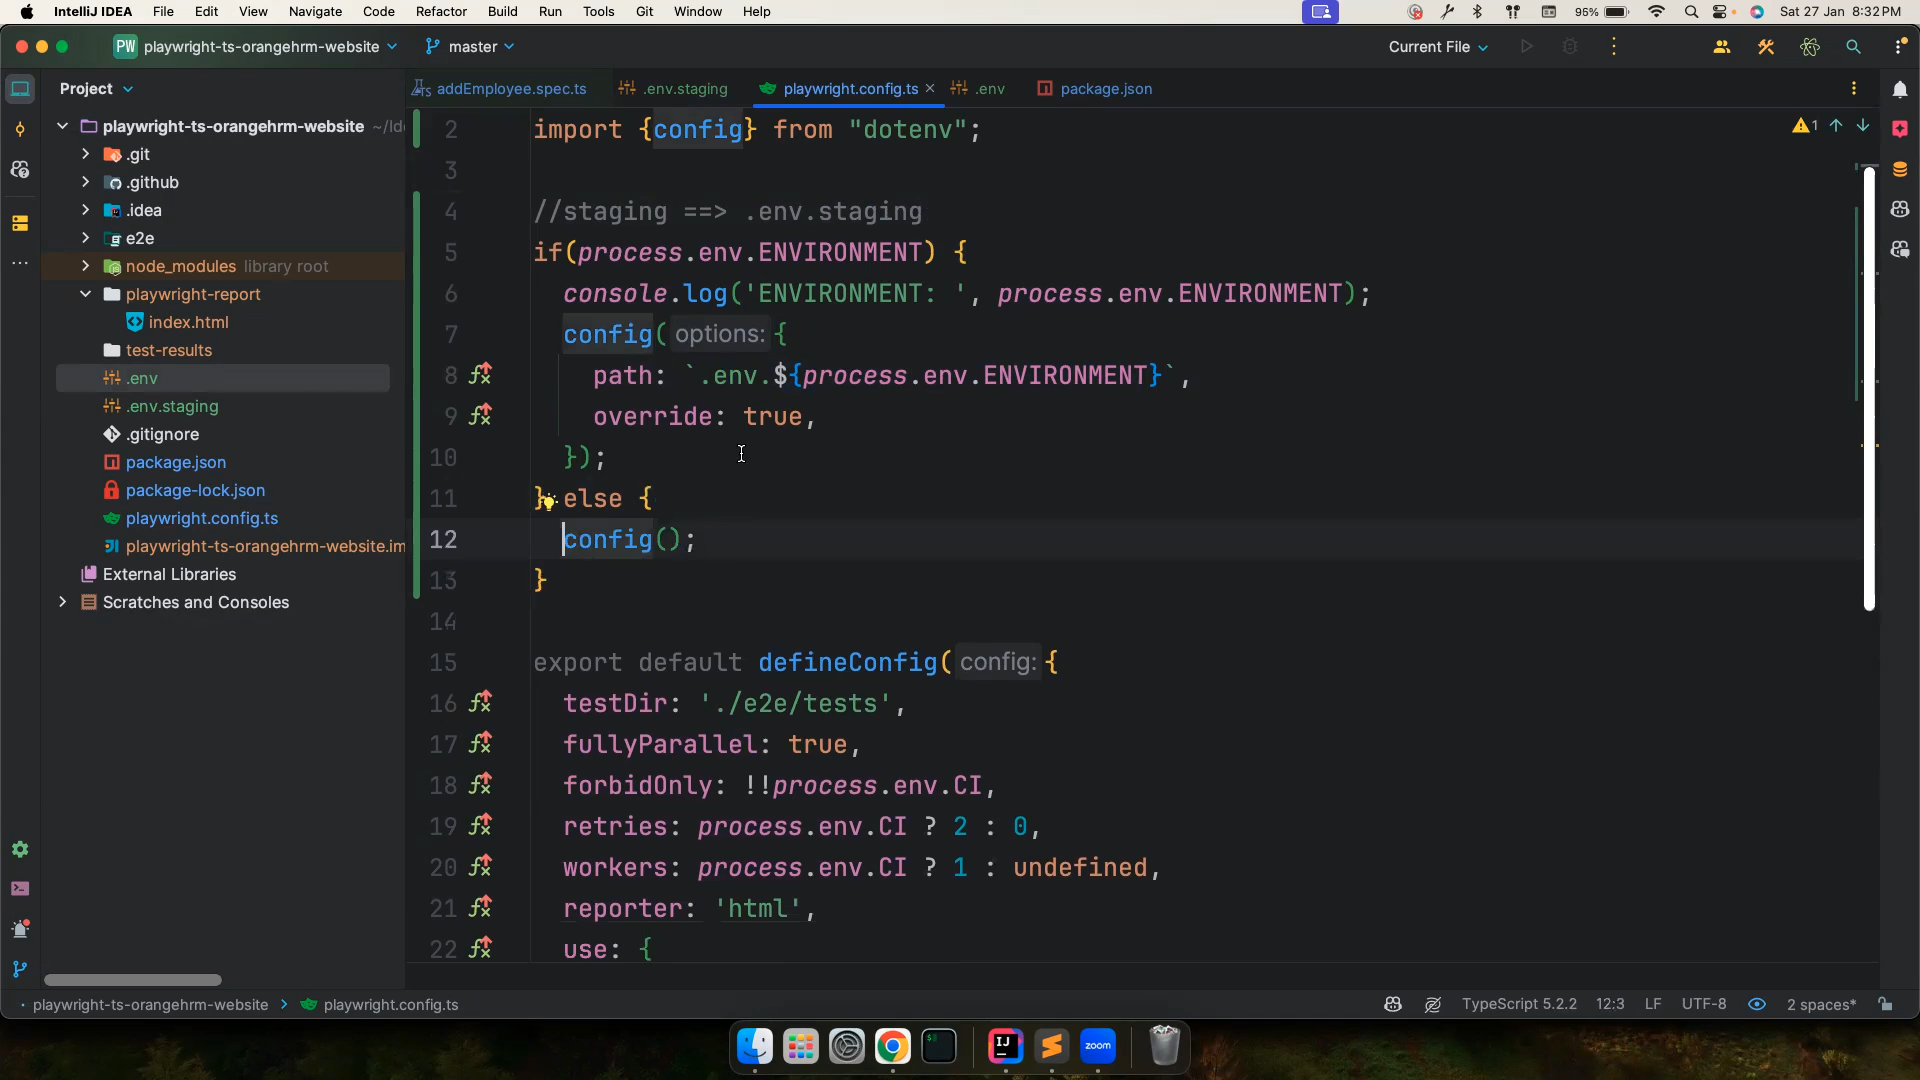 IntelliJ IDEA File Edit View Navigate Code Refactor Build Run Tools Git Window Help 96% Sat 27 Jan 8:32 PM
PW playwright-ts-orangehrm-website master Current File
Project
addEmployee.spec.ts .env.staging playwright.config.ts .env package.json
playwright-ts-orangehrm-website ~/Id
.git
.github
.idea
e2e
node_modules library root
playwright-report
index.html
test-results
.env
.env.staging
.gitignore
package.json
package-lock.json
playwright.config.ts
playwright-ts-orangehrm-website.im
External Libraries
Scratches and Consoles
1
2 import {config} from "dotenv";
3
4 //staging ==> .env.staging
5 if(process.env.ENVIRONMENT) {
6 console.log('ENVIRONMENT: ', process.env.ENVIRONMENT);
7 config( options: {
8 path: `.env.${process.env.ENVIRONMENT}`,
9 override: true,
10 });
11 } else {
12 config();
13 }
14
15 export default defineConfig( config: {
16 testDir: './e2e/tests',
17 fullyParallel: true,
18 forbidOnly: !!process.env.CI,
19 retries: process.env.CI ? 2 : 0,
20 workers: process.env.CI ? 1 : undefined,
21 reporter: 'html',
22 use: {
playwright-ts-orangehrm-website > playwright.config.ts TypeScript 5.2.2 12:3 LF UTF-8 2 spaces*
IJ zoom